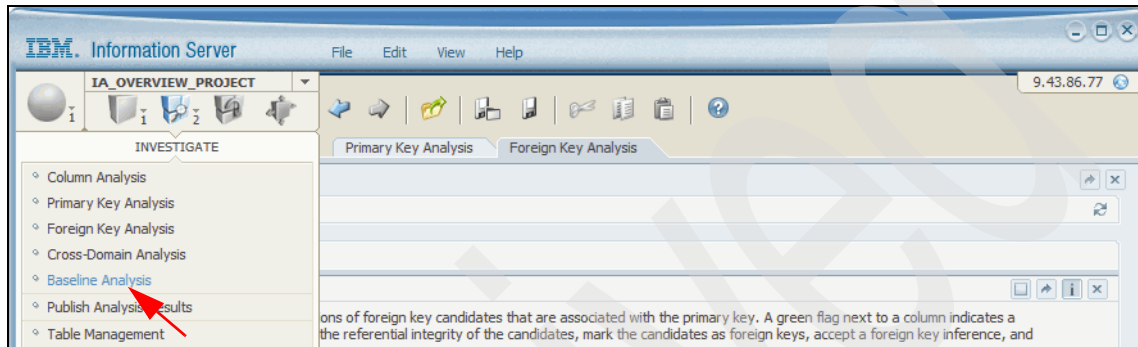 IBM. Information Server File Edit View Help
IA_OVERVIEW_PROJECT 9.43.86.77
1 1 2
INVESTIGATE Primary Key Analysis Foreign Key Analysis
Column Analysis
Primary Key Analysis
Foreign Key Analysis
Cross-Domain Analysis
Baseline Analysis
Publish Analysis Results
ons of foreign key candidates that are associated with the primary key. A green flag next to a column indicates a
Table Management the referential integrity of the candidates, mark the candidates as foreign keys, accept a foreign key inference, and